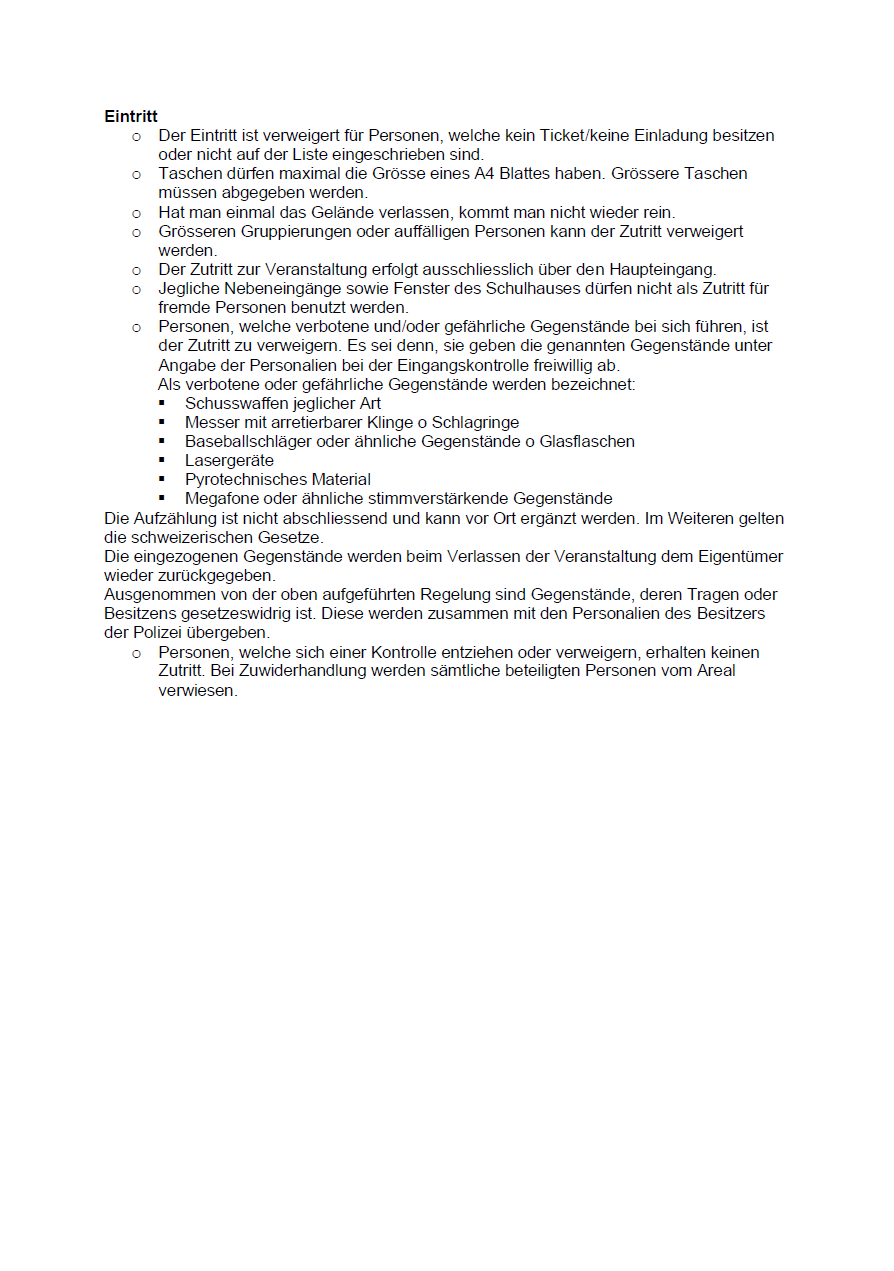 Eintritt
o Der Eintritt ist verweigert für Personen, welche kein Ticket/keine Einladung besitzen
oder nicht auf der Liste eingeschrieben sind.
o Taschen dürfen maximal die Grösse eines A4 Blattes haben. Grössere Taschen
müssen abgegeben werden.
o Hat man einmal das Gelände verlassen, kommt man nicht wieder rein.
o Grösseren Gruppierungen oder auffälligen Personen kann der Zutritt verweigert
werden.
o Der Zutritt zur Veranstaltung erfolgt ausschliesslich über den Haupteingang.
o Jegliche Nebeneingänge sowie Fenster des Schulhauses dürfen nicht als Zutritt für
fremde Personen benutzt werden.
o Personen, welche verbotene und/oder gefährliche Gegenstände bei sich führen, ist
der Zutritt zu verweigern. Es sei denn, sie geben die genannten Gegenstände unter
Angabe der Personalien bei der Eingangskontrolle freiwillig ab.
Als verbotene oder gefährliche Gegenstände werden bezeichnet:
▪ Schusswaffen jeglicher Art
▪ Messer mit arretierbarer Klinge o Schlagringe
▪ Baseballschläger oder ähnliche Gegenstände o Glasflaschen
▪ Lasergeräte
▪ Pyrotechnisches Material
▪ Megafone oder ähnliche stimmverstärkende Gegenstände
Die Aufzählung ist nicht abschliessend und kann vor Ort ergänzt werden. Im Weiteren gelten
die schweizerischen Gesetze.
Die eingezogenen Gegenstände werden beim Verlassen der Veranstaltung dem Eigentümer
wieder zurückgegeben.
Ausgenommen von der oben aufgeführten Regelung sind Gegenstände, deren Tragen oder
Besitzens gesetzeswidrig ist. Diese werden zusammen mit den Personalien des Besitzers
der Polizei übergeben.
o Personen, welche sich einer Kontrolle entziehen oder verweigern, erhalten keinen
Zutritt. Bei Zuwiderhandlung werden sämtliche beteiligten Personen vom Areal
verwiesen.